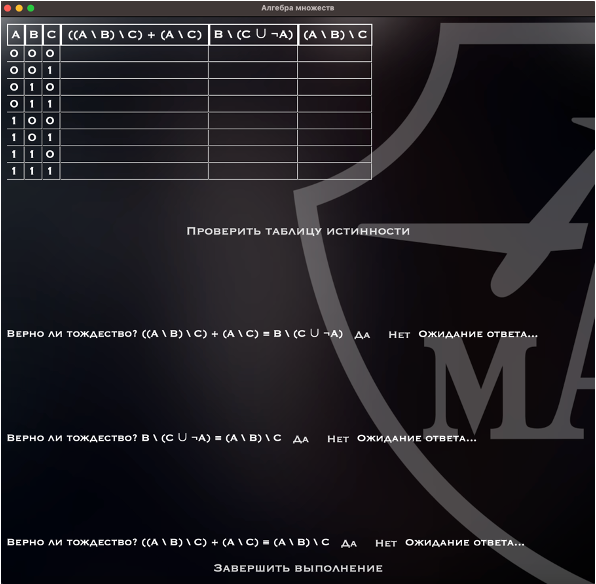 Алгебра множеств
A B C ((A \ B) \ C) + (A \ C) B \ (C ∪ ¬A) (A \ B) \ C
0 0 0
0 0 1
0 1 0
0 1 1
1 0 0
1 0 1
1 1 0
1 1 1
Проверить таблицу истинности
Верно ли тождество? ((A \ B) \ C) + (A \ C) = B \ (C ∪ ¬A) Да Нет Ожидание ответа...
Верно ли тождество? B \ (C ∪ ¬A) = (A \ B) \ C Да Нет Ожидание ответа...
Верно ли тождество? ((A \ B) \ C) + (A \ C) = (A \ B) \ C Да Нет Ожидание ответа...
Завершить выполнение